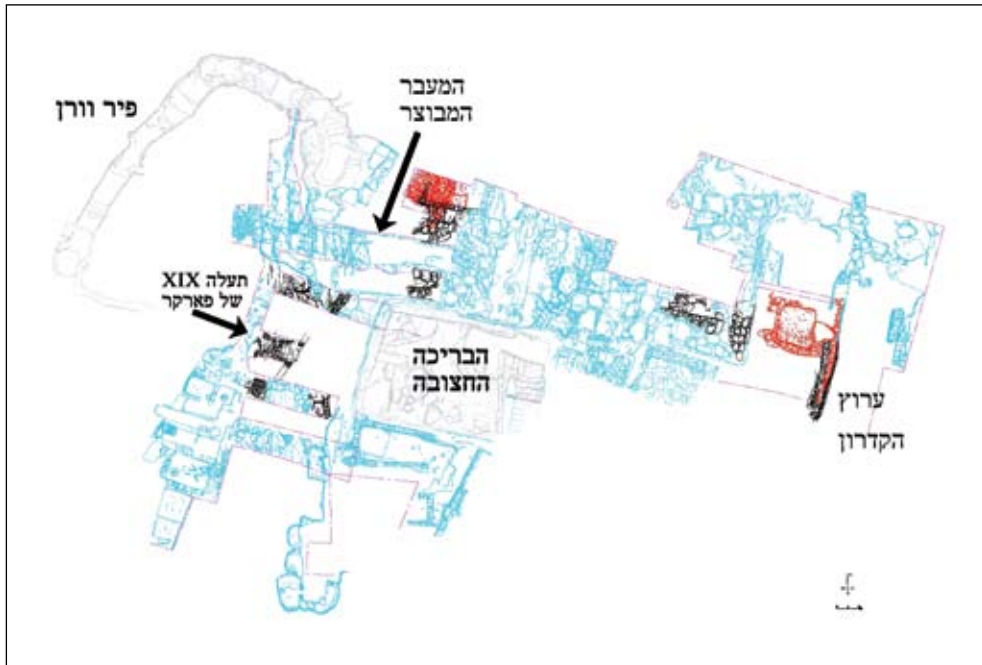 המעבר
המבוצר
פיר וורן
תעלה XIX
של פארקר
הבריכה
החצובה
ערוץ
הקדרון